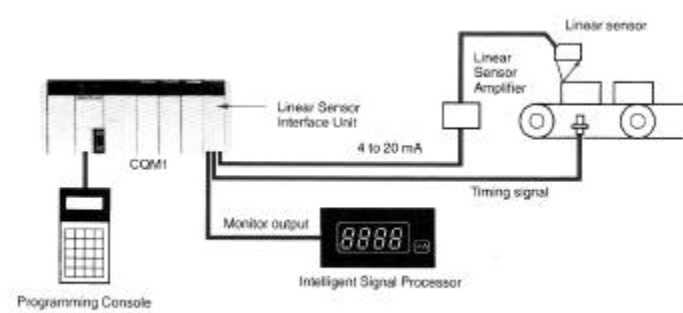 Linear sensor
Linear
Sensor
Amplifier
Linear Sensor
Interface Unit
4 to 20 mA
CQM1
Timing signal
Monitor output
8888
Intelligent Signal Processor
Programming Console